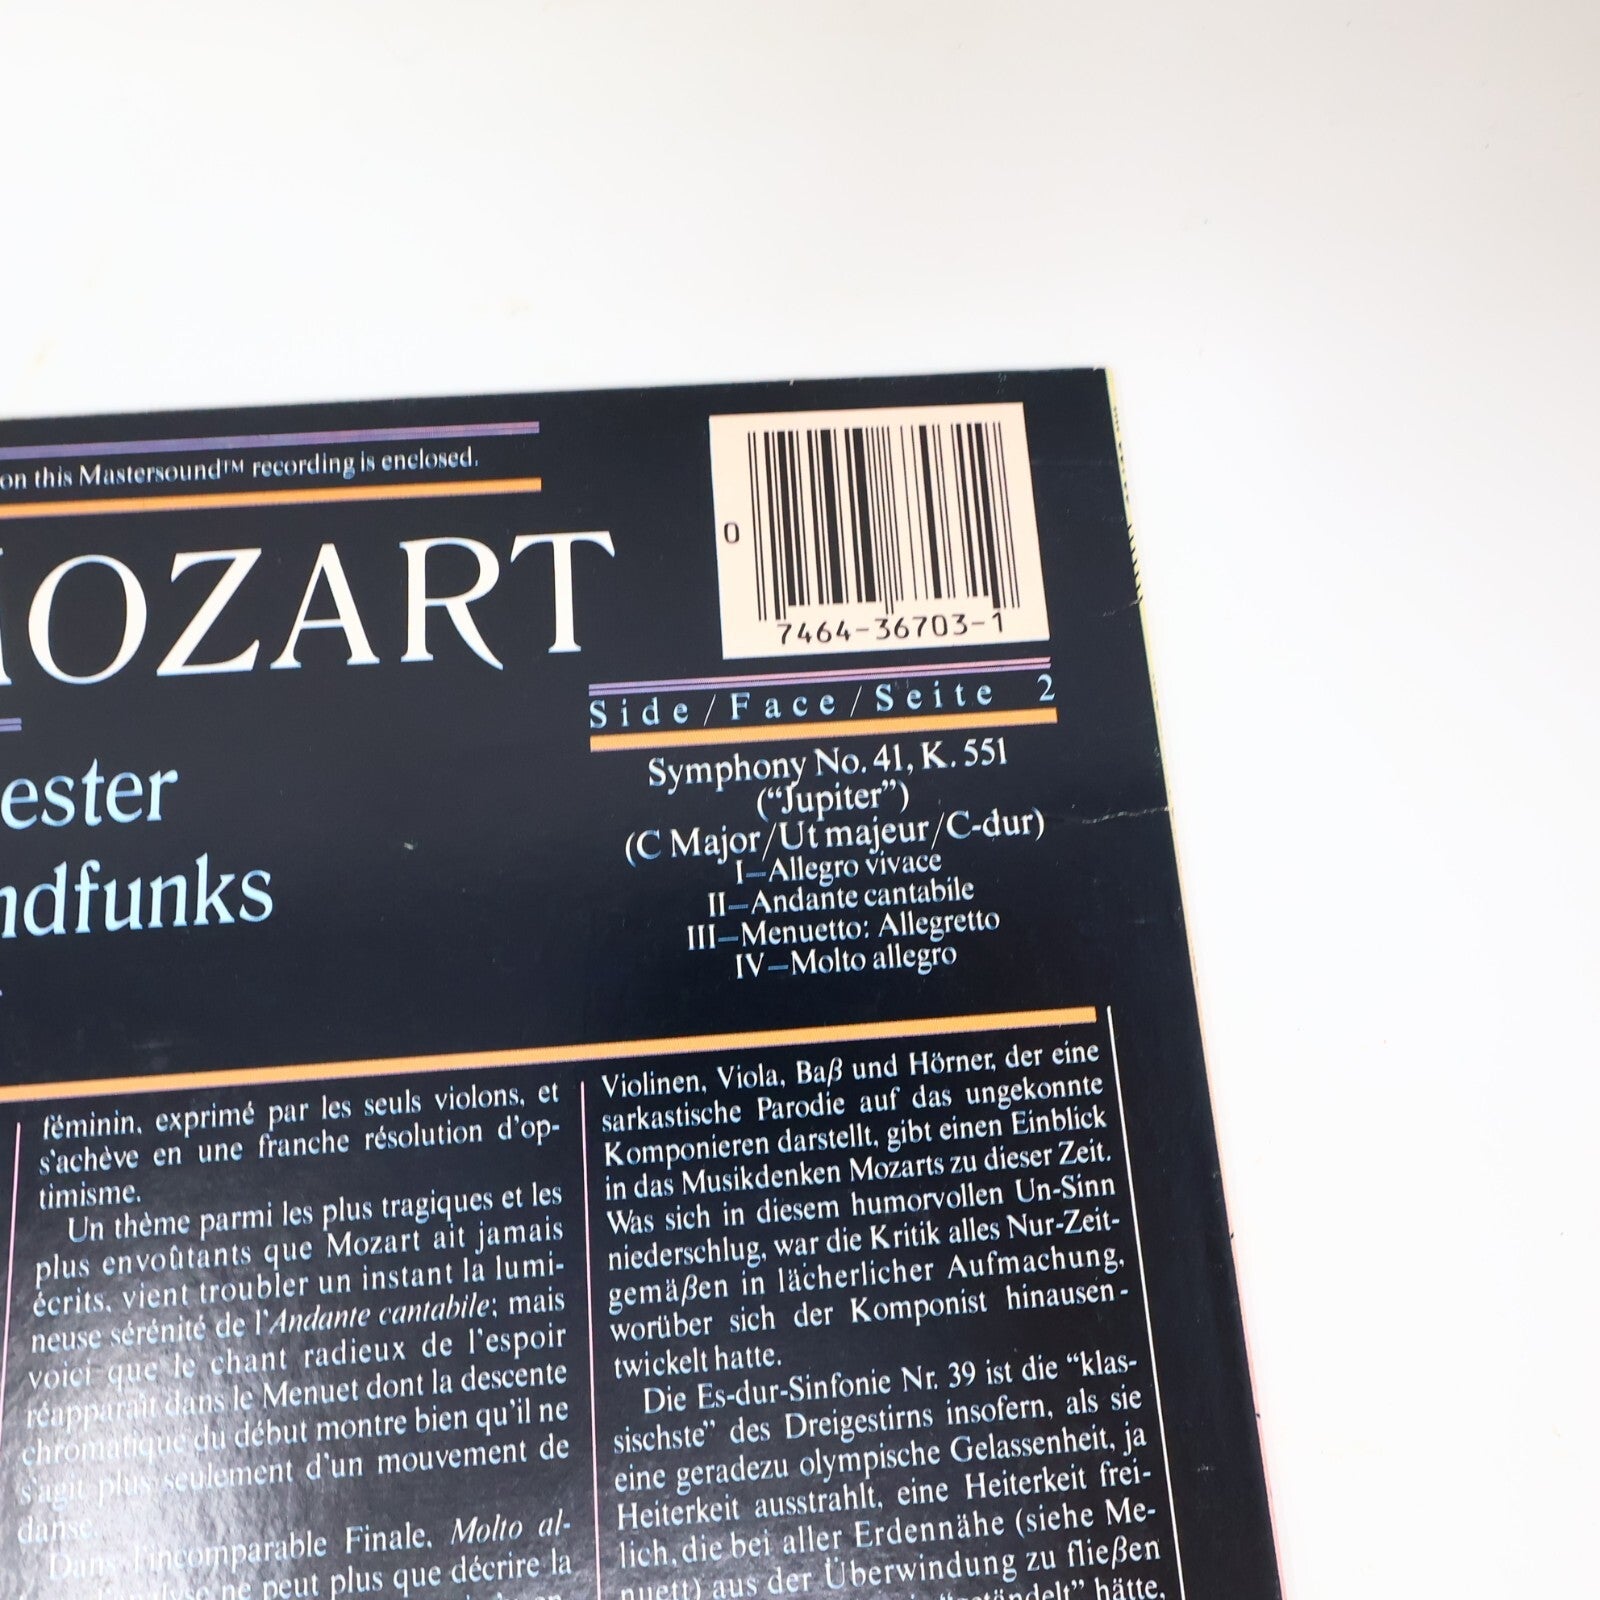 on this Mastersound™ recording is enclosed.
MOZART
ester
ndfunks
0
7464-36703-1
Side/Face/Seite 2
Symphony No. 41, K. 551
(“Jupiter”)
(C Major/Ut majeur/C-dur)
I—Allegro vivace
II—Andante cantabile
III—Menuetto: Allegretto
IV—Molto allegro
féminin, exprimé par les seuls violons, et
s'achève en une franche résolution d'op-
timisme.
Un thème parmi les plus tragiques et les
plus envoûtants que Mozart ait jamais
écrits, vient troubler un instant la lumi-
neuse sérénité de l'Andante cantabile; mais
voici que le chant radieux de l'espoir
réapparaît dans le Menuet dont la descente
chromatique du début montre bien qu'il ne
s'agit plus seulement d'un mouvement de
danse.
Dans l'incomparable Finale, Molto al-
ne peut plus que décrire la
Violinen, Viola, Baß und Hörner, der eine
sarkastische Parodie auf das ungekonnte
Komponieren darstellt, gibt einen Einblick
in das Musikdenken Mozarts zu dieser Zeit.
Was sich in diesem humorvollen Un-Sinn
niederschlug, war die Kritik alles Nur-Zeit-
gemäßen in lächerlicher Aufmachung,
worüber sich der Komponist hinausen-
twickelt hatte.
Die Es-dur-Sinfonie Nr. 39 ist die “klas-
sischste” des Dreigestirns insofern, als sie
eine geradezu olympische Gelassenheit, ja
Heiterkeit ausstrahlt, eine Heiterkeit frei-
lich, die bei aller Erdennähe (siehe Me-
nuett) aus der Überwindung zu fließen
“getändelt” hätte,